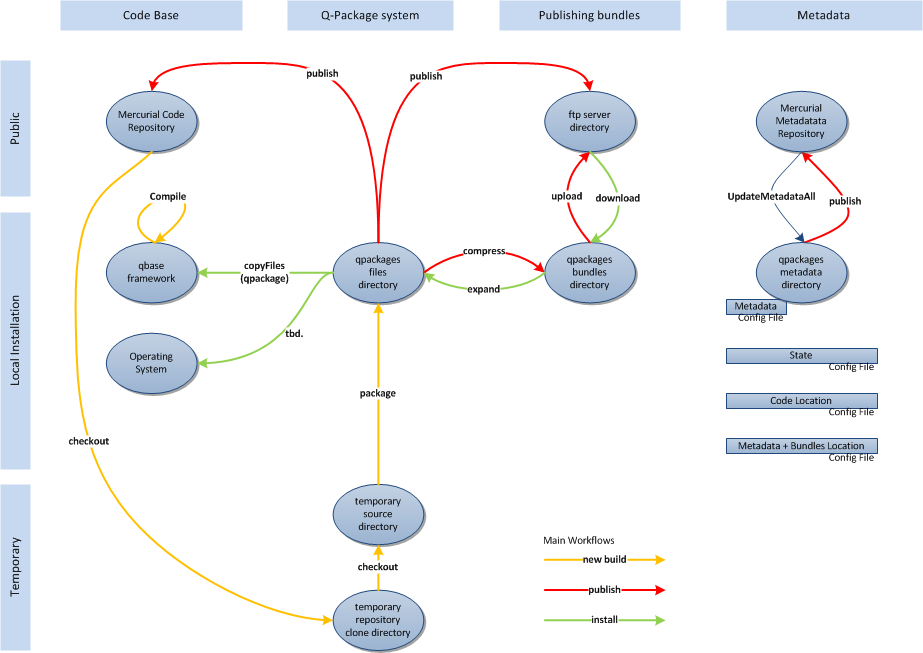 Code Base
Q-Package system
Publishing bundles
Metadata
Public
Local Installation
Temporary
publish
publish
Mercurial Code
Repository
ftp server
directory
Mercurial
Metadatata
Repository
Compile
upload
download
UpdateMetadataAll
publish
qbase
framework
copyFiles
(qpackage)
qpackages
files
directory
compress
expand
qpackages
bundles
directory
qpackages
metadata
directory
Metadata
Config File
tbd.
Operating
System
State
Config File
package
Code Location
Config File
checkout
Metadata + Bundles Location
Config File
temporary
source
directory
checkout
temporary
repository
clone directory
Main Workflows
new build
publish
install